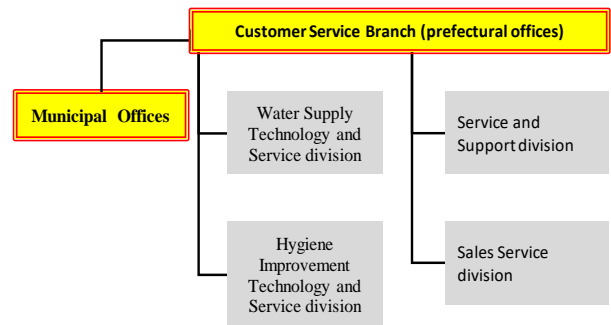 Customer Service Branch (prefectural offices)
Municipal Offices
Water Supply
Technology and
Service division
Service and
Support division
Hygiene
Improvement
Technology and
Service division
Sales Service
division